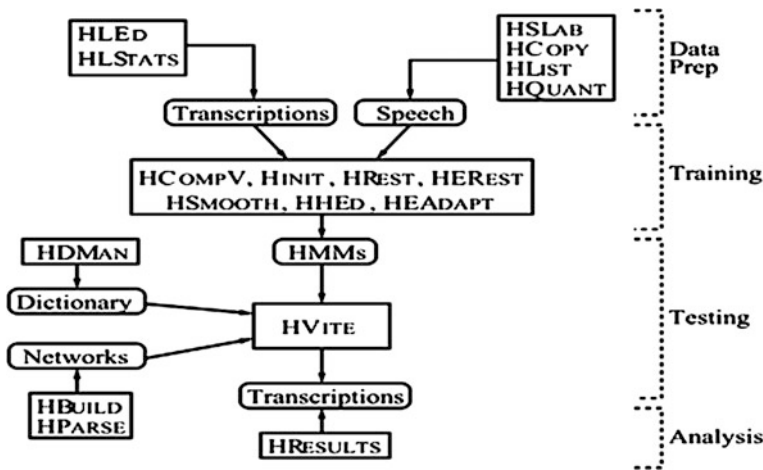 HLED
HLSTATS
HSLAB
HCOPY
HLIST
HQUANT
Data
Prep
Transcriptions
Speech
HCOMPV, HINIT, HREST, HEREST
HSMOOTH, HHED, HEADAPT
Training
HDMAN
HMMs
Dictionary
HVITE
Testing
Networks
Transcriptions
HBUILD
HPARSE
HRESULTS
Analysis